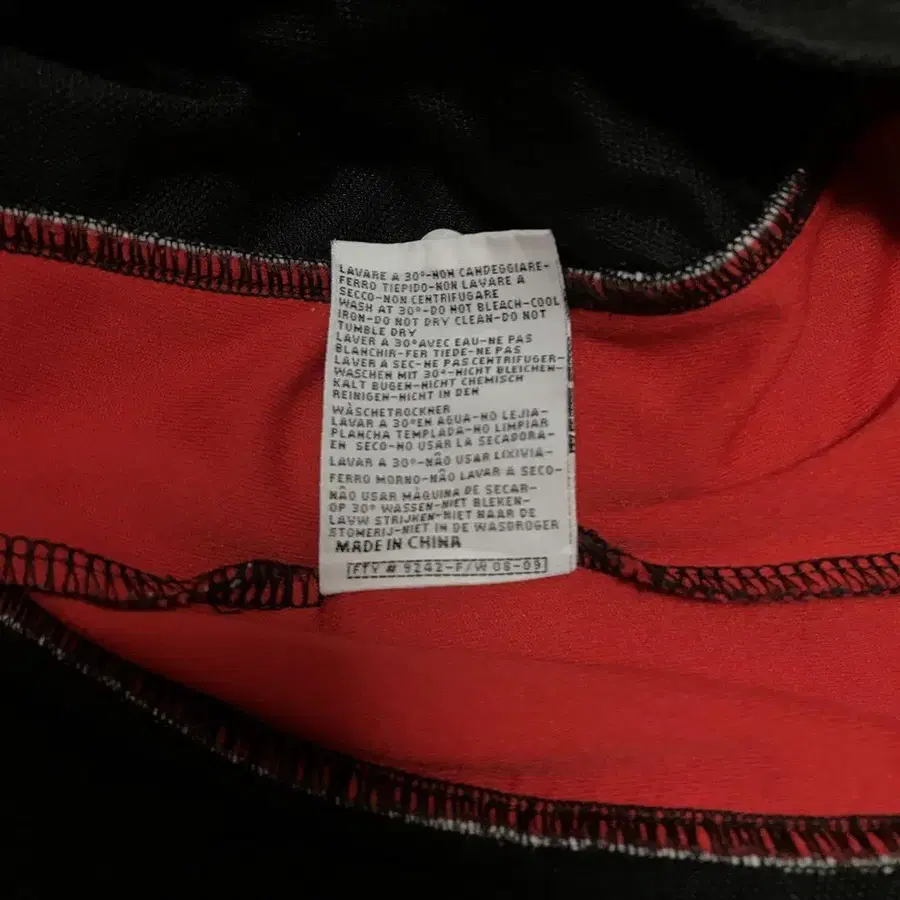 LAVARE A 30°-NON CANDEGGIARE-
FERRO TIEPIDO-NON LAVARE A
SECCO-NON CENTRIFUGARE
WASH AT 30°-DO NOT BLEACH-COOL
IRON-DO NOT DRY CLEAN-DO NOT
TUMBLE DRY
LAVER A 30°AVEC EAU-NE PAS
BLANCHIR-FER TIEDE-NE PAS
LAVER A SEC-NE PAS CENTRIFUGER-
WASCHEN MIT 30°-NICHT BLEICHEN-
KALT BUGEN-NICHT CHEMISCH
REINIGEN-NICHT IN DEN
WÀSCHETROCKNER
LAVAR A 30°EN AGUA-NO LEJIA-
PLANCHA TEMPLADA-NO LIMPIAR
EN SECO-NO USAR LA SECADORA-
LAVAR A 30°-NÃO USAR LIXIVIA-
FERRO MORNO-NÃO LAVAR A SECO-
NÃO USAR MÁQUINA DE SECAR-
OP 30° WASSEN-NIET BLEKEN-
LAUW STRIJKEN-NIET NAAR DE
STOMERIJ-NIET IN DE WASDROGER
MADE IN CHINA
FTY # 9242-F/W 08-09